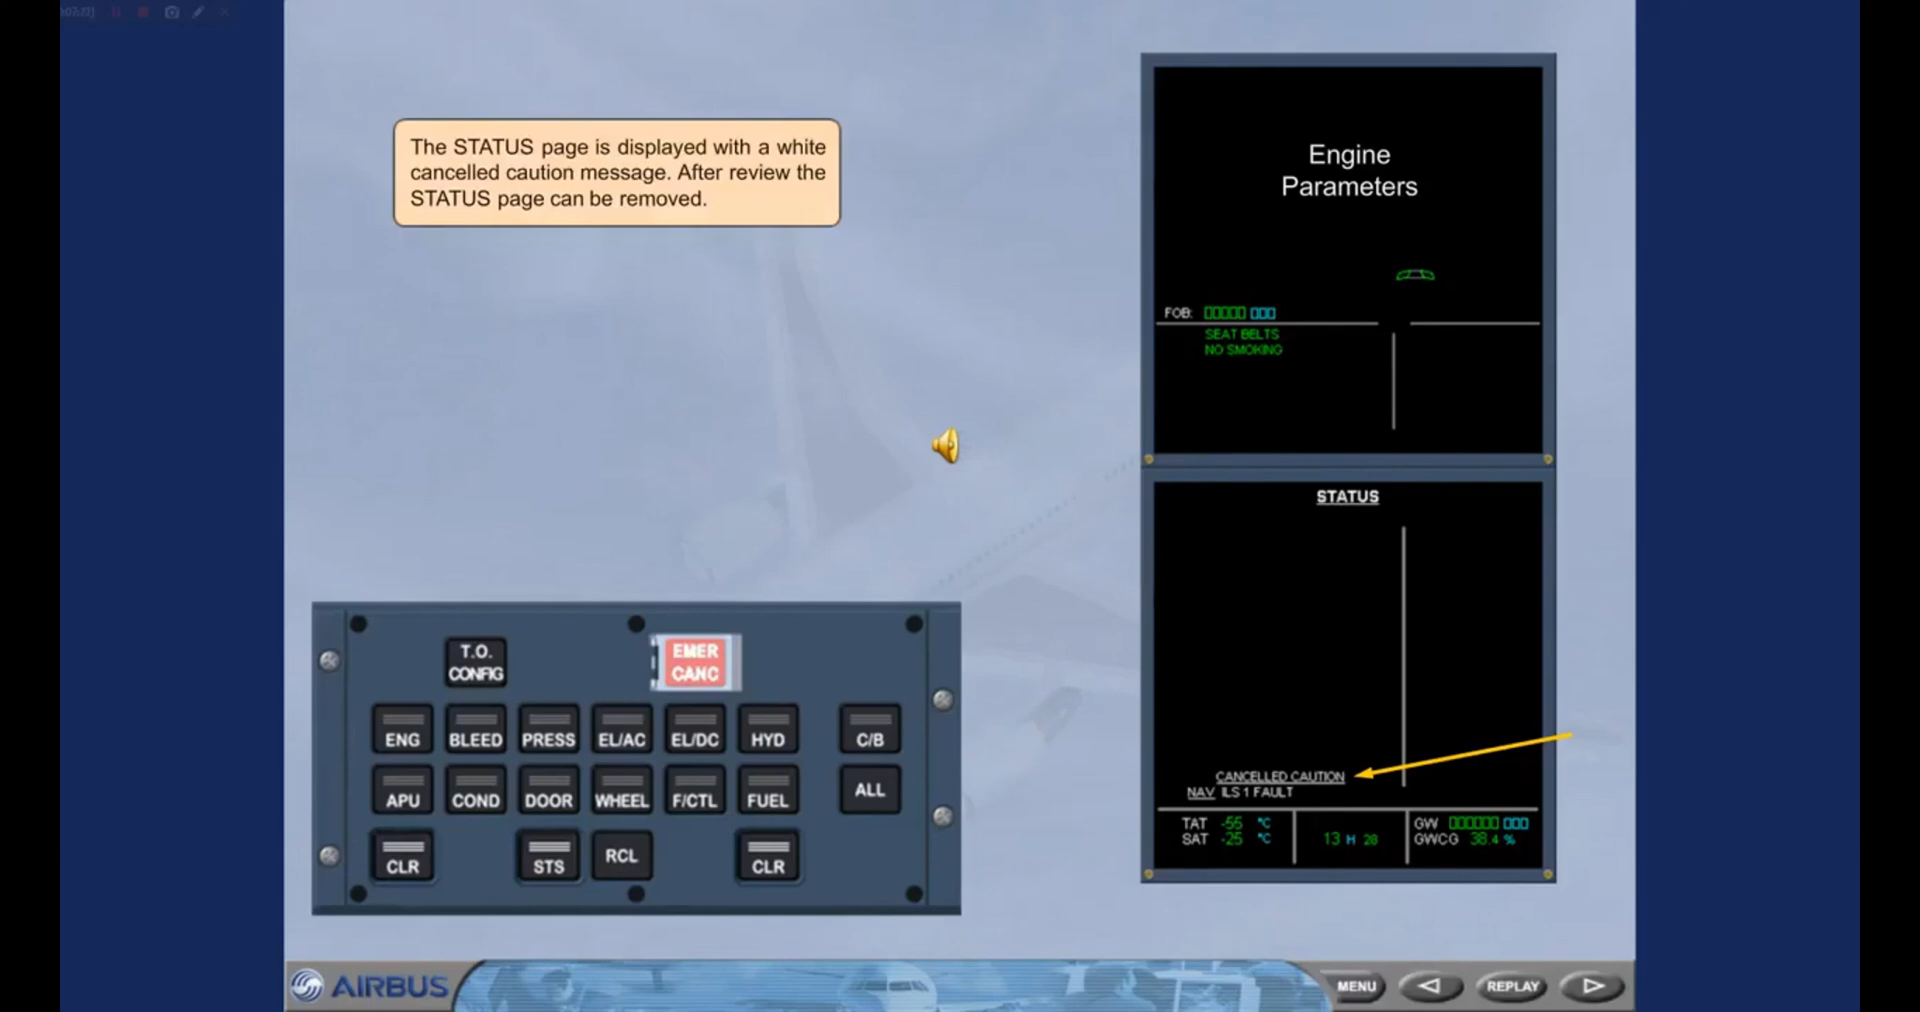 The STATUS page is displayed with a white
cancelled caution message. After review the
STATUS page can be removed.
Engine
Parameters
FOB:
SEAT BELTS
NO SMOKING
STATUS
CANCELLED CAUTION
NAV ILS 1 FAULT
TAT -55 °C
SAT -25 °C
13 H 28
GW
GWCG 38.4 %
T.O.
CONFIG
EMER
CANC
ENG BLEED PRESS EL/AC EL/DC HYD C/B
APU COND DOOR WHEEL F/CTL FUEL ALL
CLR STS RCL CLR
AIRBUS
MENU REPLAY